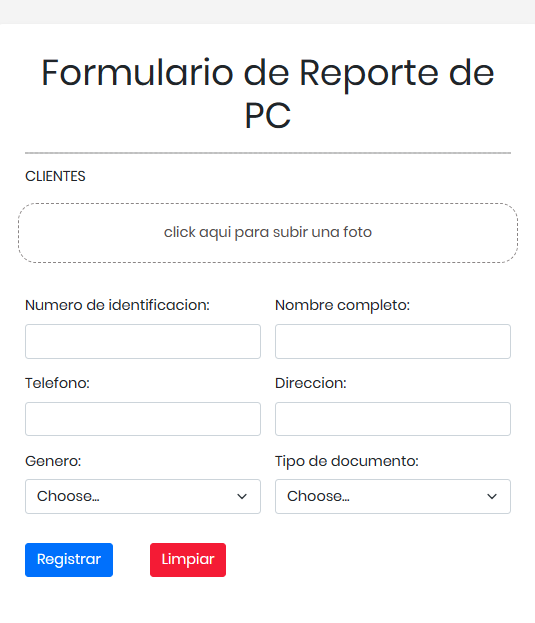 Formulario de Reporte de
PC
CLIENTES
click aqui para subir una foto
Numero de identificacion:
Nombre completo:
Telefono:
Direccion:
Genero:
Tipo de documento:
Choose...
Choose...
Registrar
Limpiar